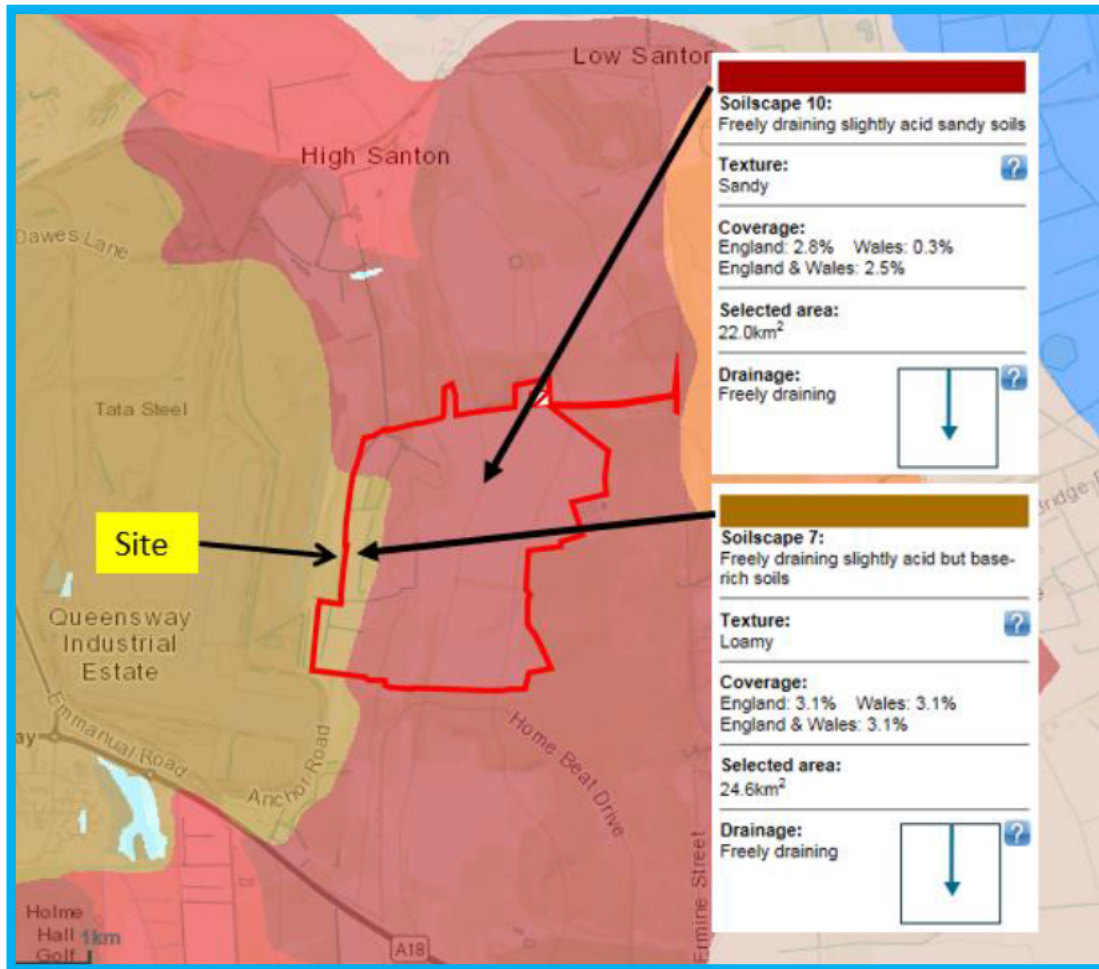 Low Santon
High Santon
Dawes Lane
Tata Steel
Site
Queensway
Industrial
Estate
Emmanual Road
Anchor Road
Home Beat Drive
Ermine Street
Holme
Hall
Golf
1km
A18
Soilscape 10:
Freely draining slightly acid sandy soils
Texture:
Sandy
?
Coverage:
England: 2.8% Wales: 0.3%
England & Wales: 2.5%
Selected area:
22.0km²
Drainage:
Freely draining
?
Soilscape 7:
Freely draining slightly acid but base-
rich soils
Texture:
Loamy
?
Coverage:
England: 3.1% Wales: 3.1%
England & Wales: 3.1%
Selected area:
24.6km²
Drainage:
Freely draining
?